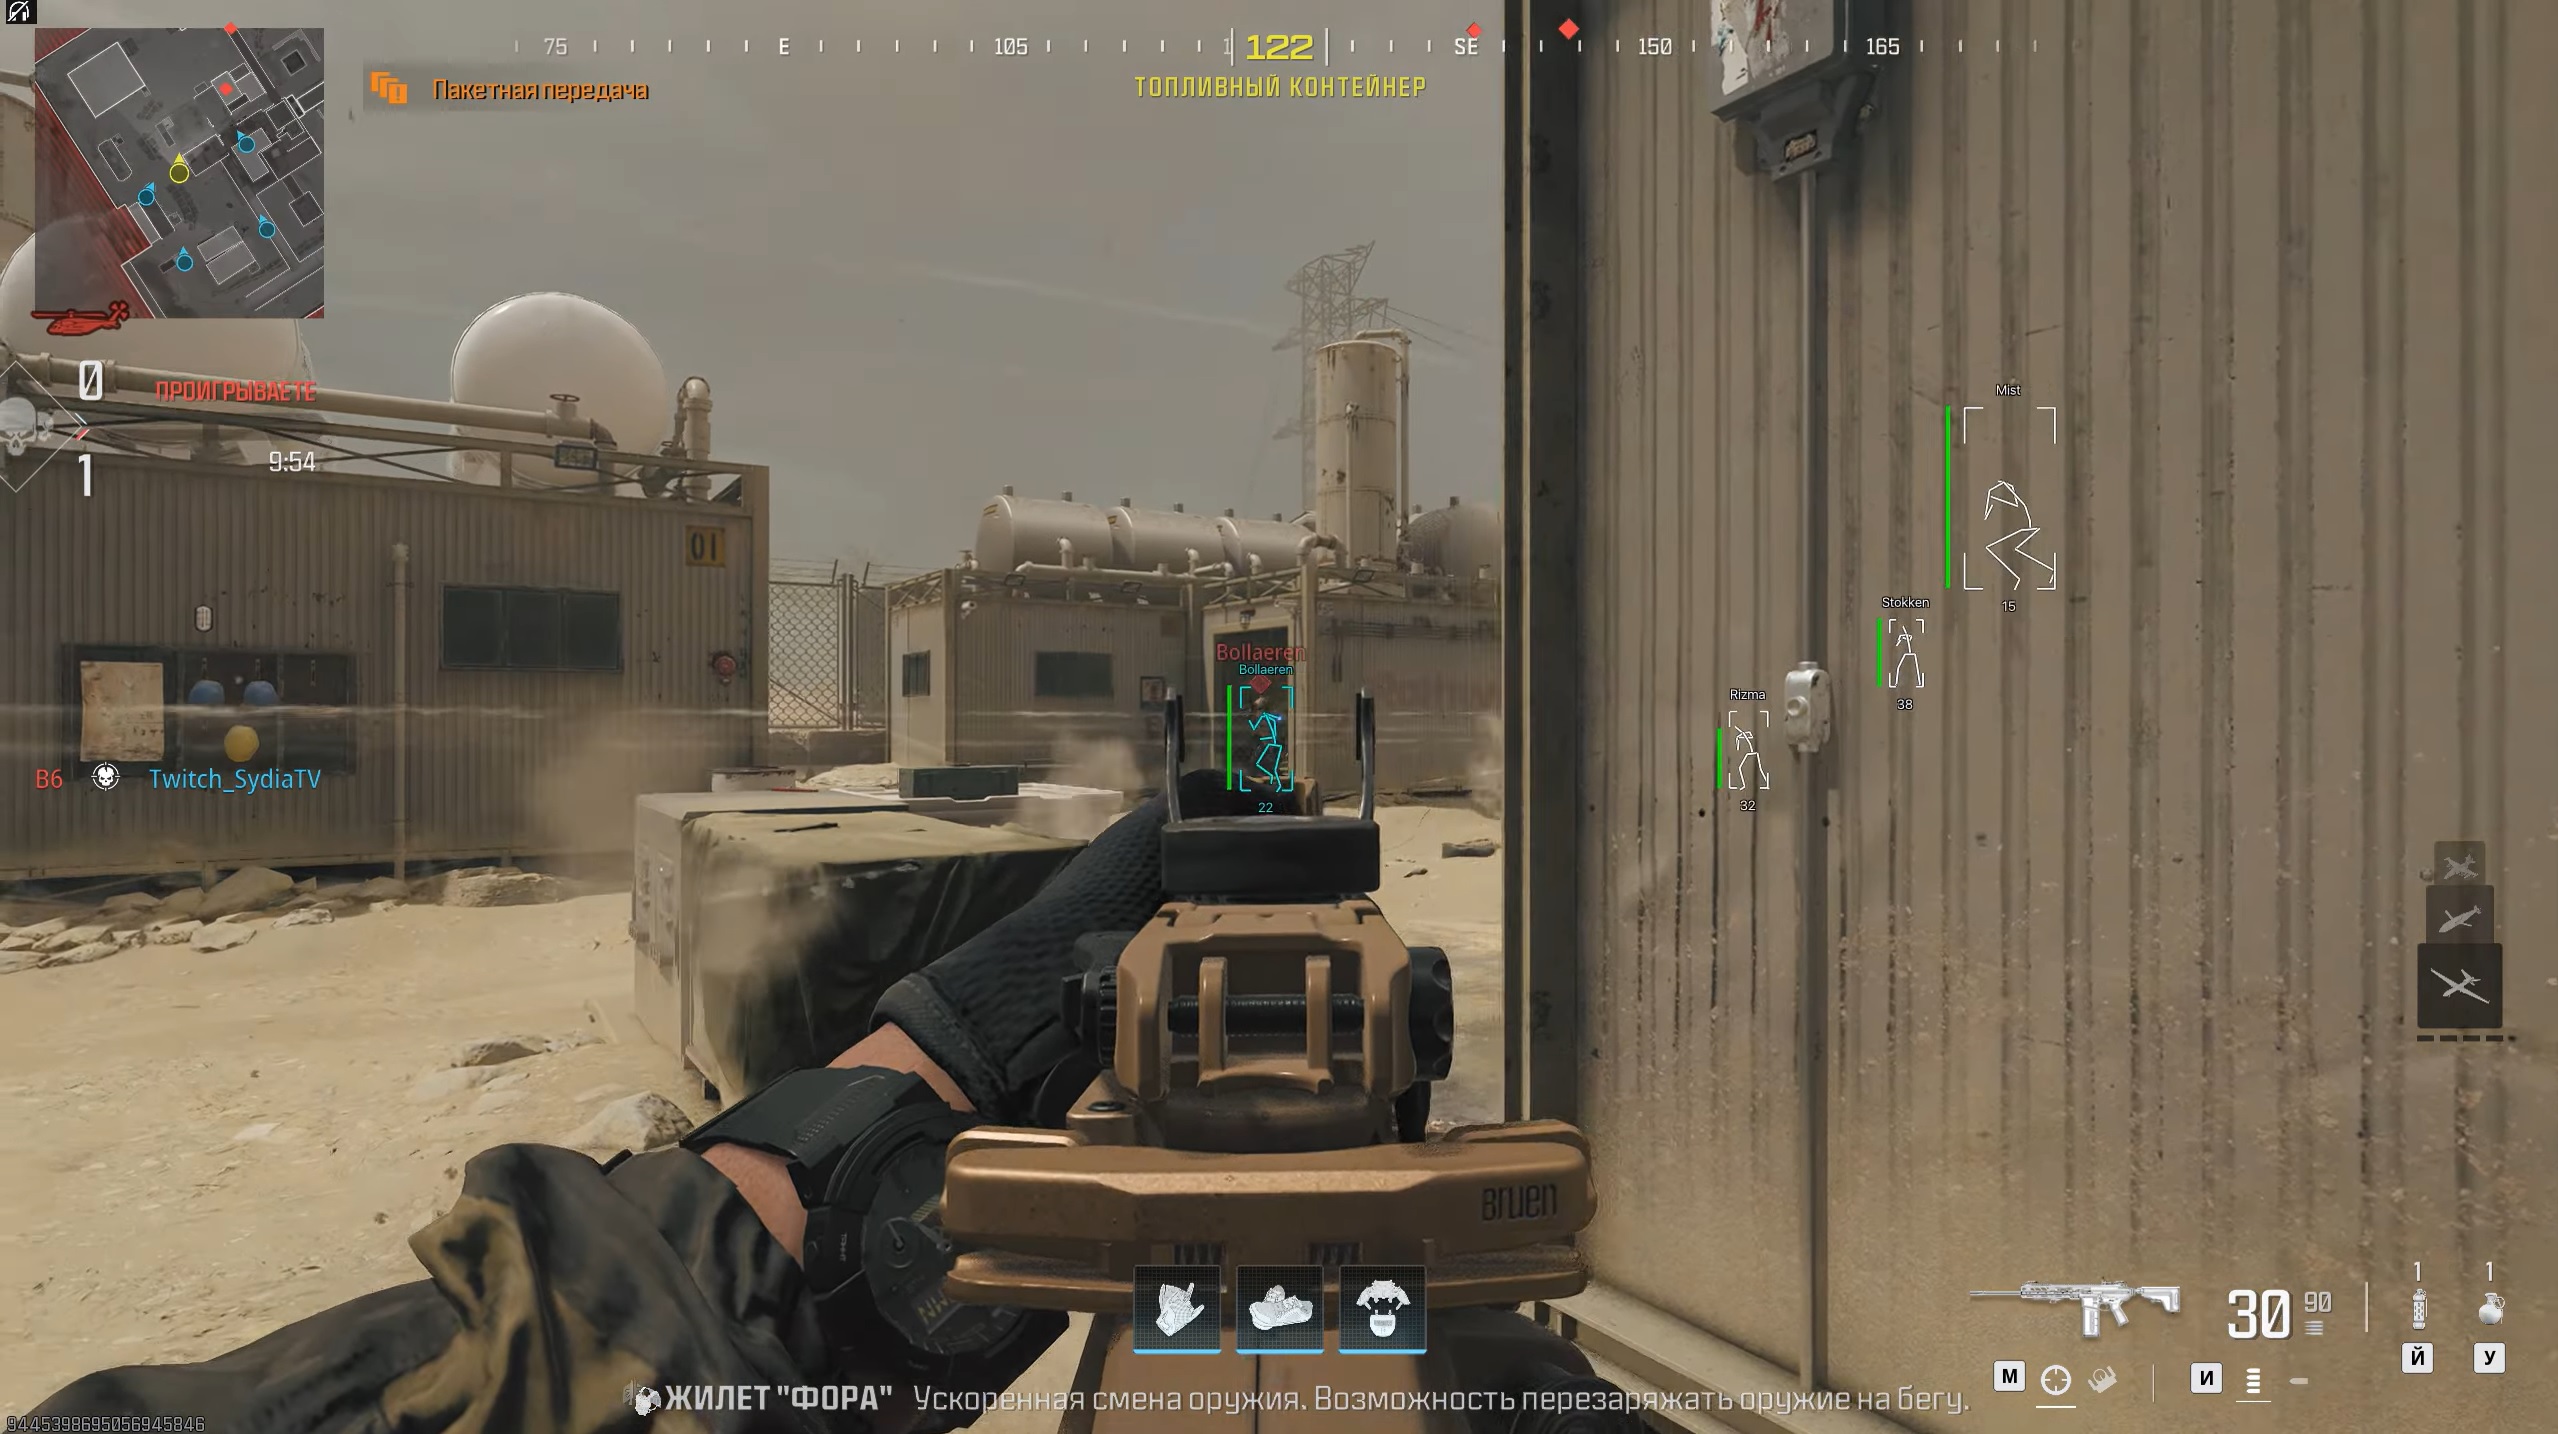 75 E 105 122 SE 150 165
Пакетная передача
ТОПЛИВНЫЙ КОНТЕЙНЕР
0 ПРОИГРЫВАЕТЕ
9:54
1
01
Mist
15
Stokken
38
Bollaeren
Bollaeren
22
Rizma
32
B6 Twitch_SydiaTV
Bruen
30 90
1 1
Й У
М И
ЖИЛЕТ "ФОРА" Ускоренная смена оружия. Возможность перезаряжать оружие на бегу.
9445398695056945846